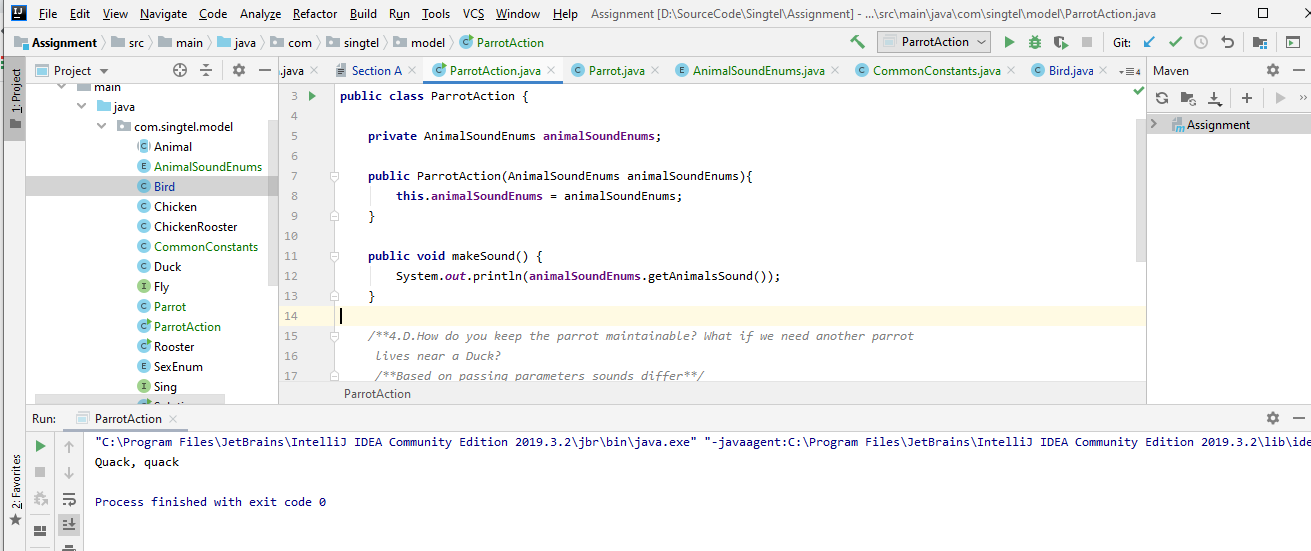 File Edit View Navigate Code Analyze Refactor Build Run Tools VCS Window Help Assignment [D:\SourceCode\Singtel\Assignment] - ...\src\main\java\com\singtel\model\ParrotAction.java
Assignment src main java com singtel model ParrotAction ParrotAction Git:
1: Project
Project
.java Section A ParrotAction.java Parrot.java AnimalSoundEnums.java CommonConstants.java Bird.java 4
Maven
Assignment
main
java
com.singtel.model
Animal
AnimalSoundEnums
Bird
Chicken
ChickenRooster
CommonConstants
Duck
Fly
Parrot
ParrotAction
Rooster
SexEnum
Sing
3 public class ParrotAction {
4
5 private AnimalSoundEnums animalSoundEnums;
6
7 public ParrotAction(AnimalSoundEnums animalSoundEnums){
8 this.animalSoundEnums = animalSoundEnums;
9 }
10
11 public void makeSound() {
12 System.out.println(animalSoundEnums.getAnimalsSound());
13 }
14
15 /**4.D.How do you keep the parrot maintainable? What if we need another parrot
16 lives near a Duck?
17 /**Based on passing parameters sounds differ**/
ParrotAction
Run: ParrotAction
"C:\Program Files\JetBrains\IntelliJ IDEA Community Edition 2019.3.2\jbr\bin\java.exe" "-javaagent:C:\Program Files\JetBrains\IntelliJ IDEA Community Edition 2019.3.2\lib\ide
Quack, quack
Process finished with exit code 0
2: Favorites